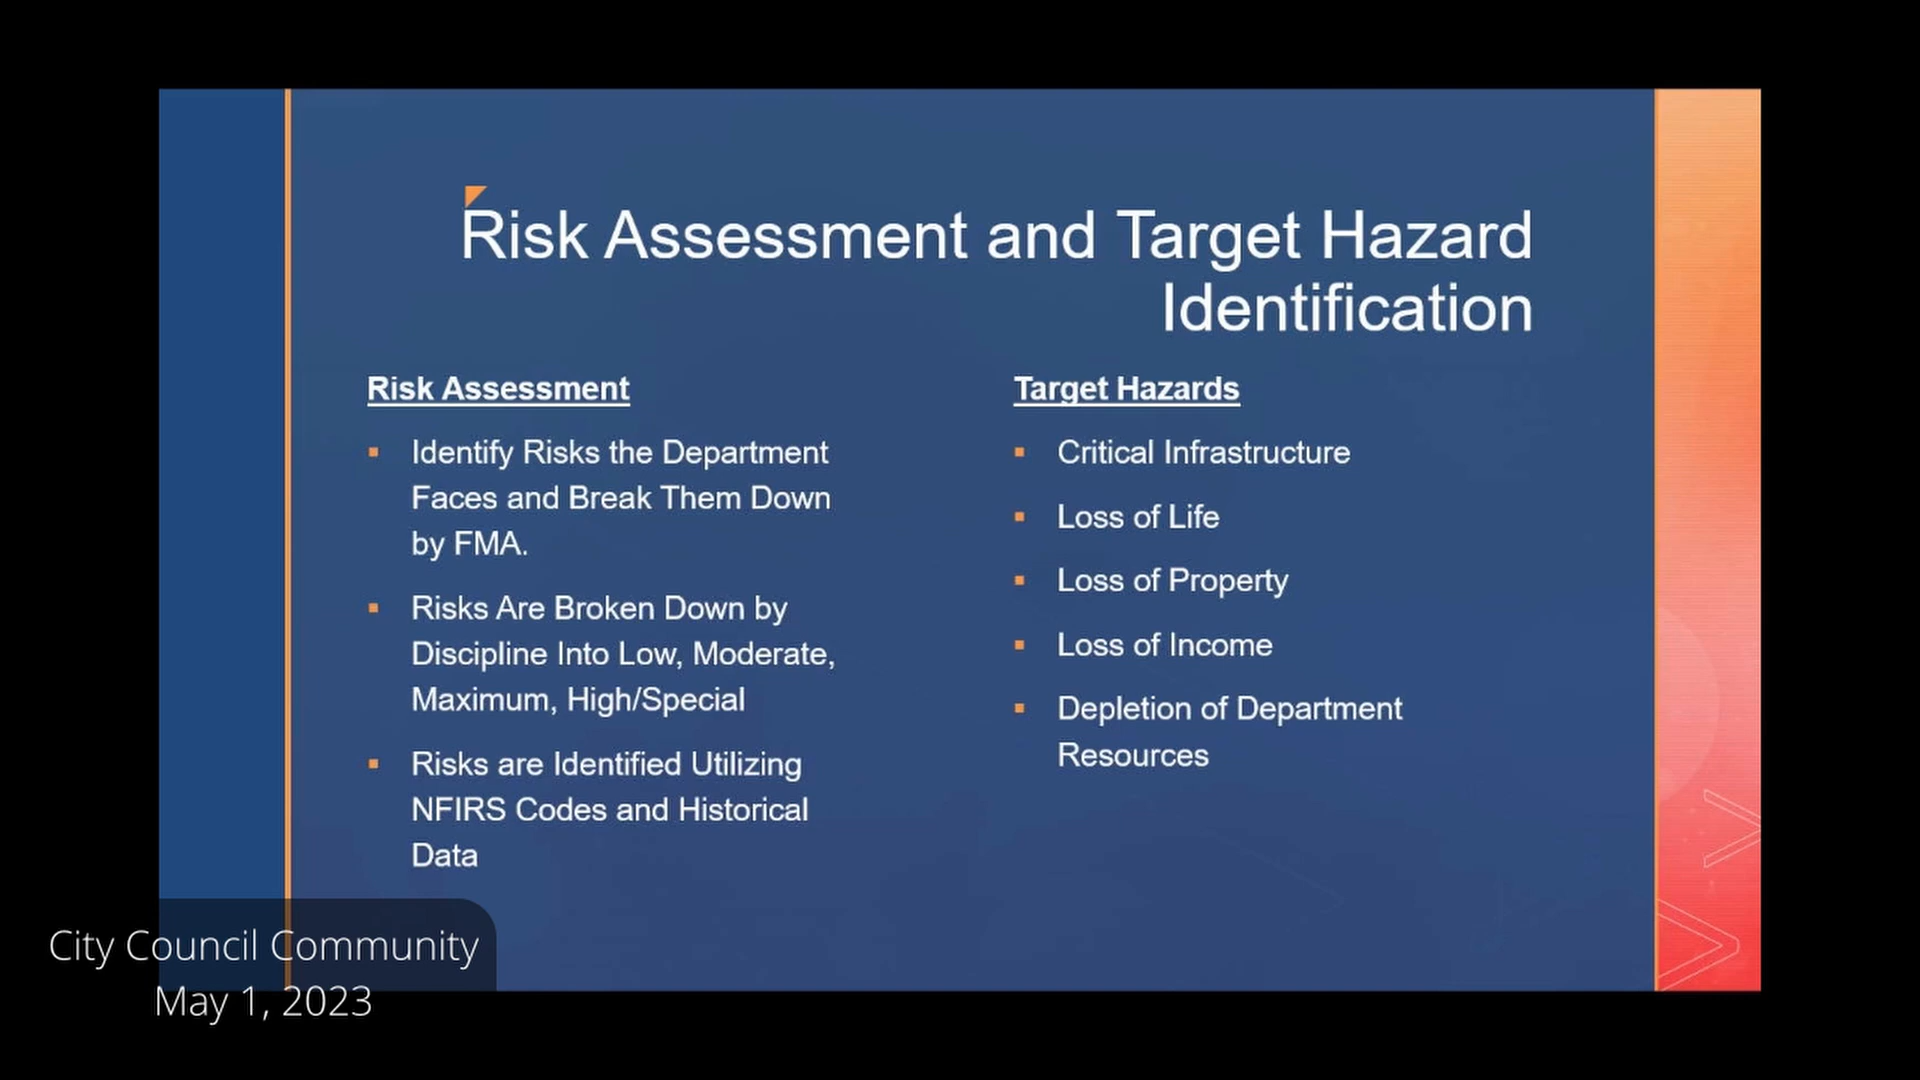 Risk Assessment and Target Hazard
Identification
Risk Assessment
Identify Risks the Department
Faces and Break Them Down
by FMA.
Risks Are Broken Down by
Discipline Into Low, Moderate,
Maximum, High/Special
Risks are Identified Utilizing
NFIRS Codes and Historical
Data
Target Hazards
Critical Infrastructure
Loss of Life
Loss of Property
Loss of Income
Depletion of Department
Resources
City Council Community
May 1, 2023